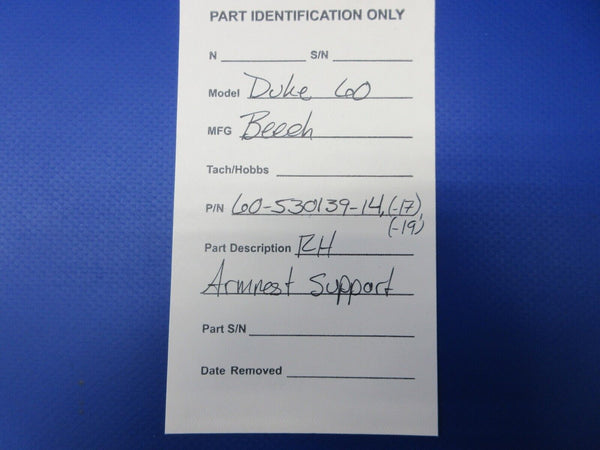 PART IDENTIFICATION ONLY
N S/N
Model Duke 60
MFG Beech
Tach/Hobbs
P/N 60-530139-14, (-17),
(-19)
Part Description RH
Armrest Support
Part S/N
Date Removed